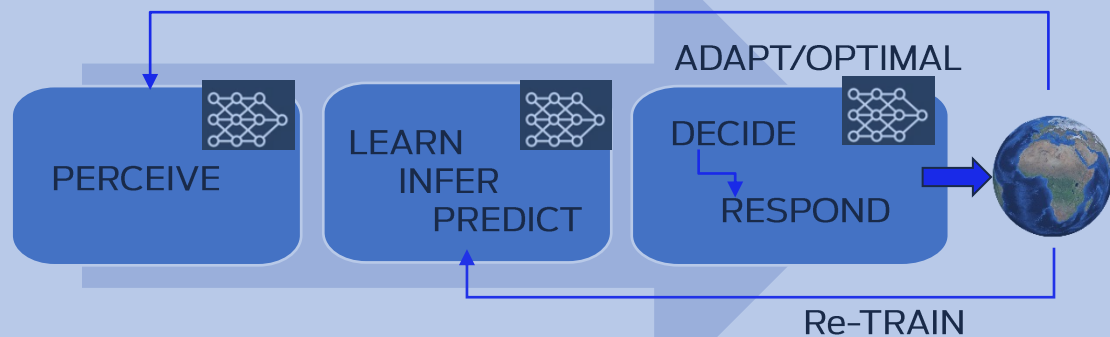 ADAPT/OPTIMAL
PERCEIVE
LEARN
INFER
PREDICT
DECIDE
RESPOND
Re-TRAIN